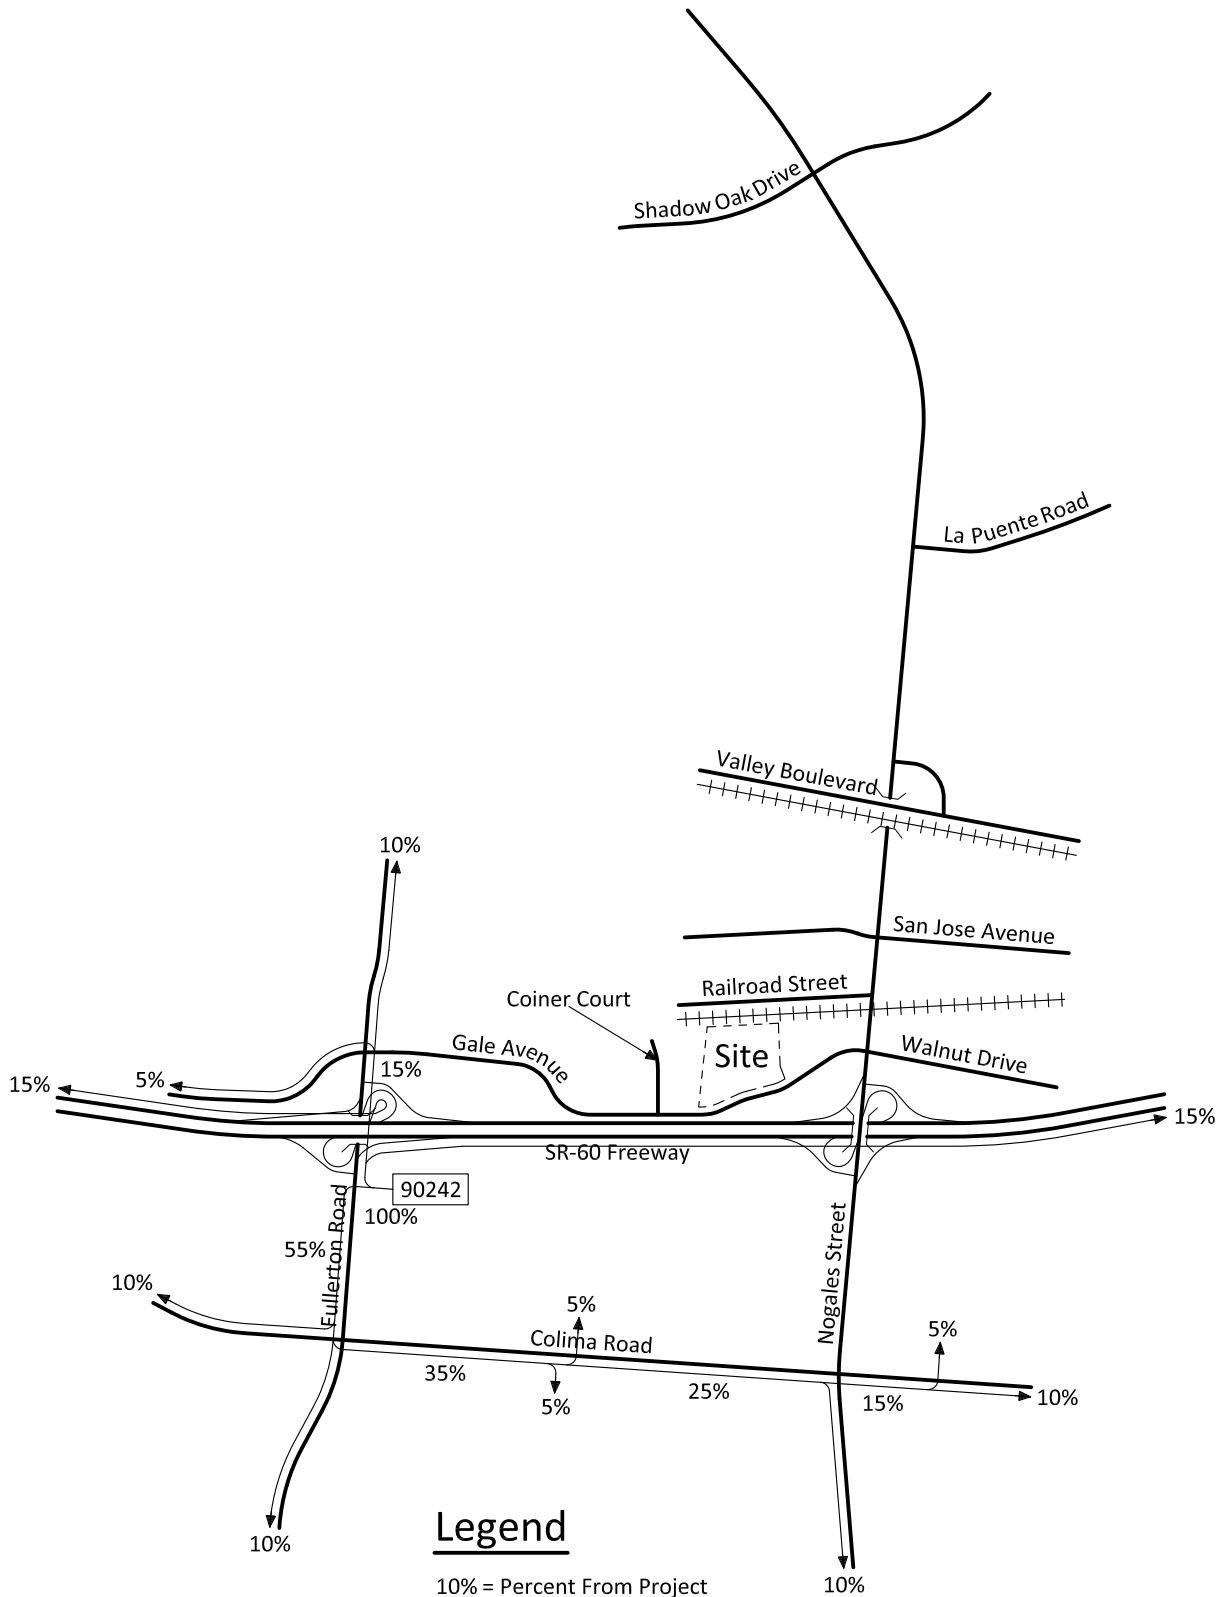 Shadow Oak Drive
La Puente Road
Valley Boulevard
10%
San Jose Avenue
Railroad Street
Coiner Court
Gale Avenue
Site
Walnut Drive
15%
5%
15%
15%
SR-60 Freeway
90242
100%
Fullerton Road
55%
Nogales Street
10%
5%
Colima Road
5%
35%
25%
5%
15%
10%
10%
10%
Legend
10% = Percent From Project